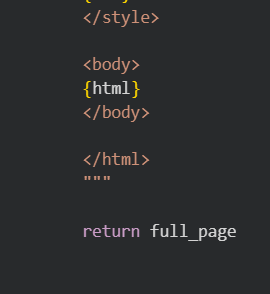 </style>
<body>
{html}
</body>
</html>
"""
return full_page